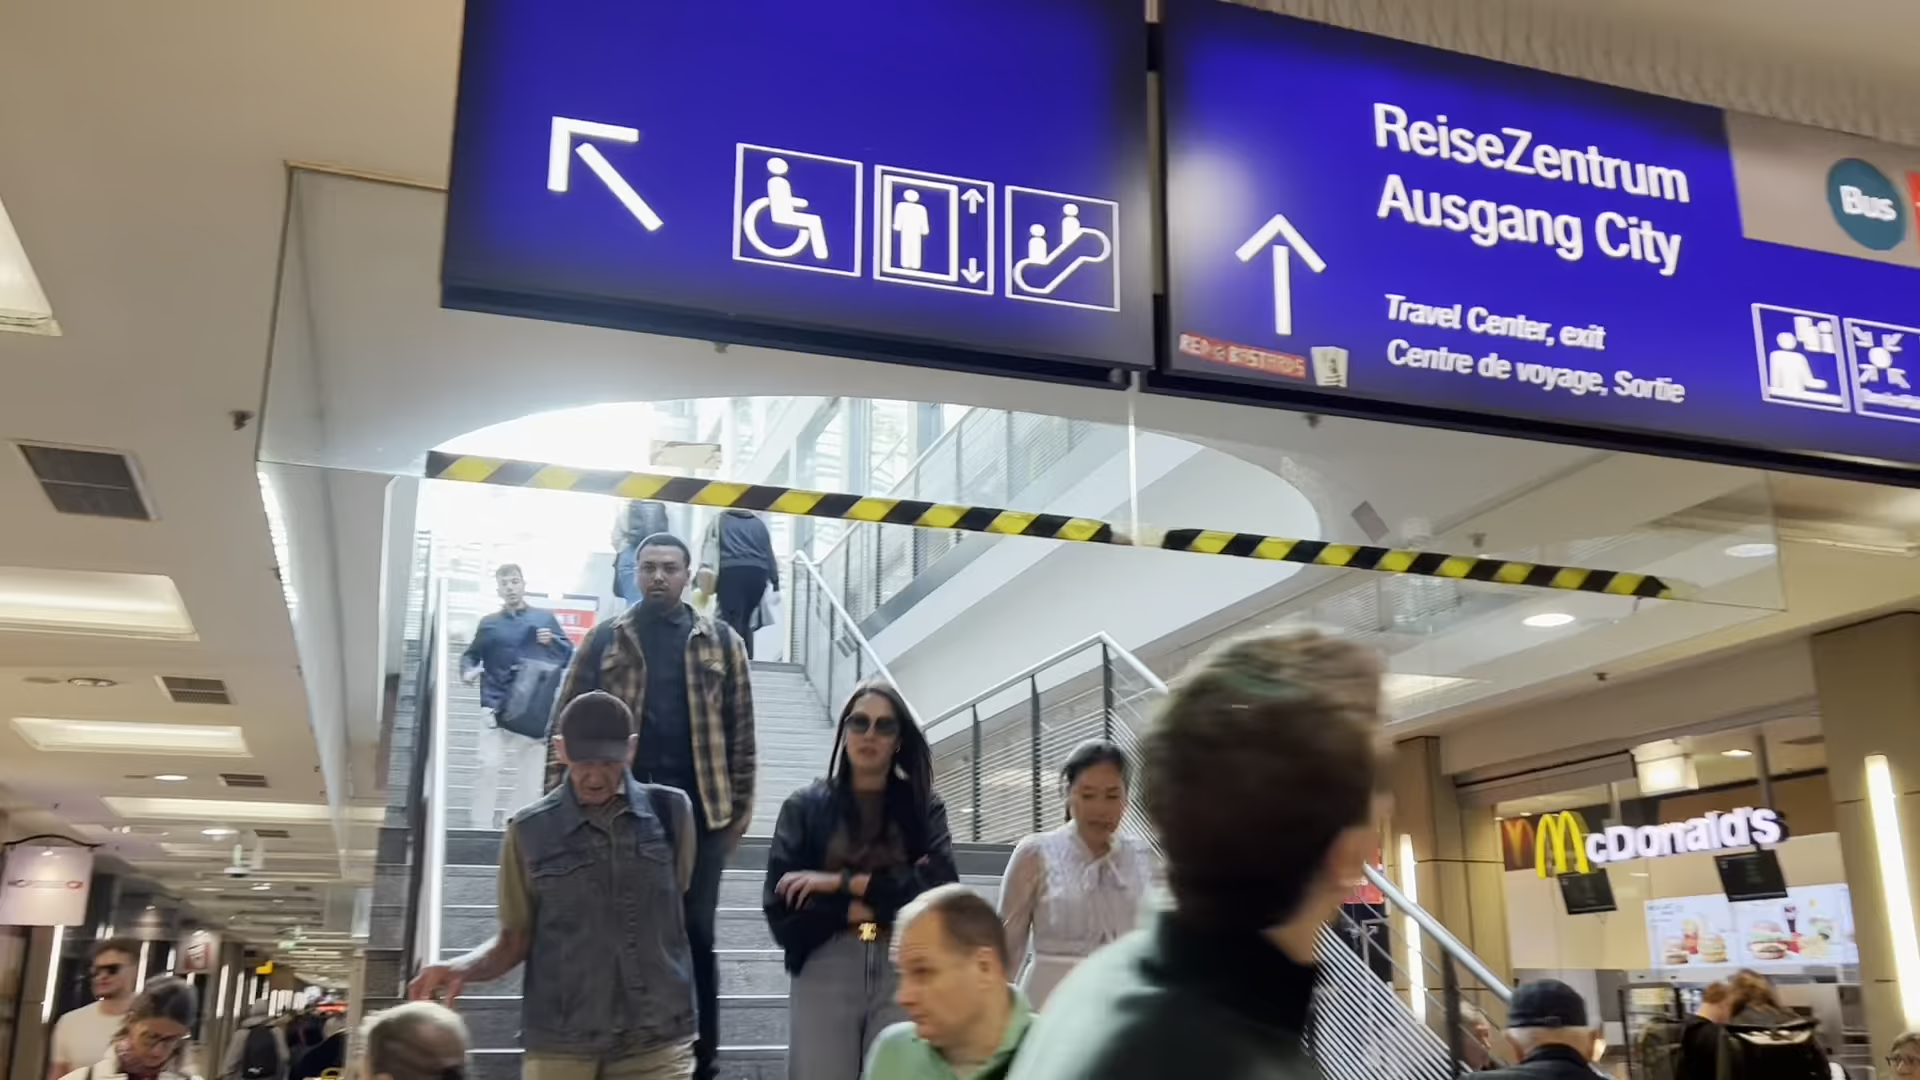 ReiseZentrum
Ausgang City
Bus
Travel Center, exit
Centre de voyage, Sortie
McDonald's